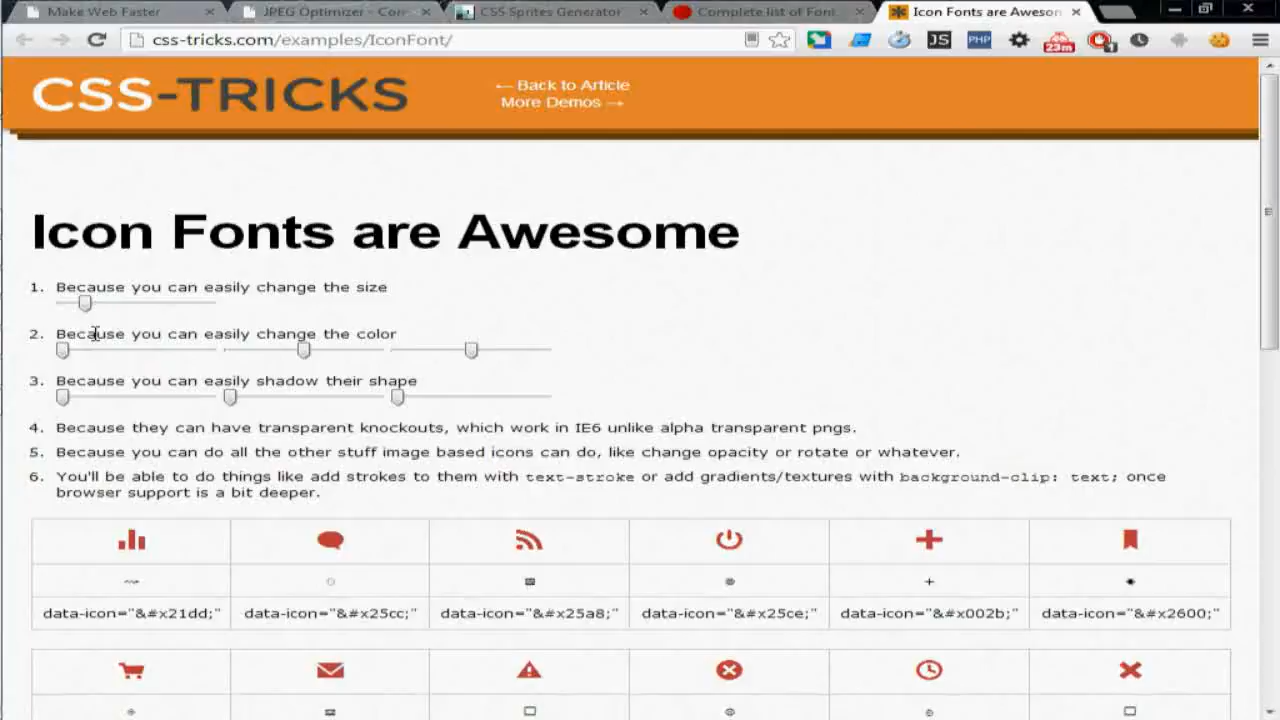 Make Web Faster
JPEG Optimizer - Con
CSS Sprites Generator
Complete list of Font
Icon Fonts are Aweson
css-tricks.com/examples/IconFont/
JS
PHP
23m
1
CSS-TRICKS
← Back to Article
More Demos →
Icon Fonts are Awesome
1. Because you can easily change the size
2. Because you can easily change the color
3. Because you can easily shadow their shape
4. Because they can have transparent knockouts, which work in IE6 unlike alpha transparent pngs.
5. Because you can do all the other stuff image based icons can do, like change opacity or rotate or whatever.
6. You'll be able to do things like add strokes to them with text-stroke or add gradients/textures with background-clip: text; once
browser support is a bit deeper.
data-icon="&#x21dd;" data-icon="&#x25cc;" data-icon="&#x25a8;" data-icon="&#x25ce;" data-icon="&#x002b;" data-icon="&#x2600;"